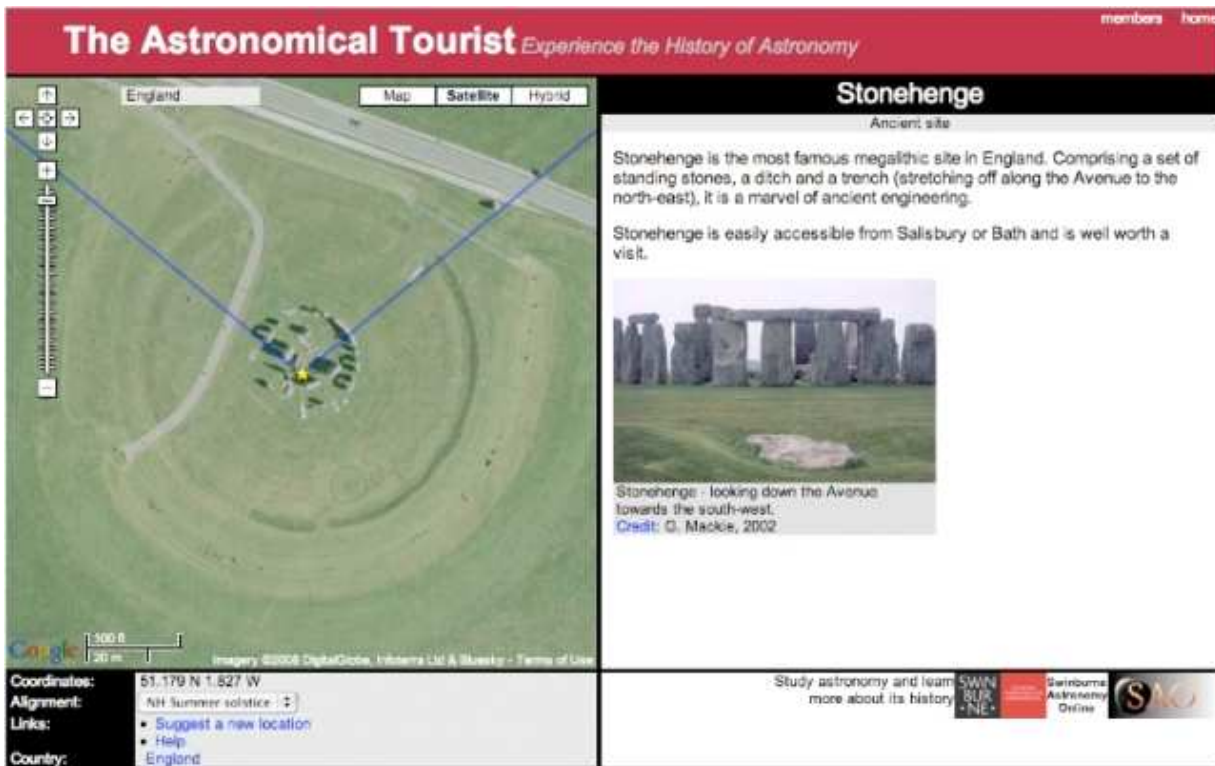 members home
The Astronomical Tourist Experience the History of Astronomy
England
Map Satellite Hybrid
Stonehenge
Ancient site
Stonehenge is the most famous megalithic site in England. Comprising a set of
standing stones, a ditch and a trench (stretching off along the Avenue to the
north-east), it is a marvel of ancient engineering.
Stonehenge is easily accessible from Salisbury or Bath and is well worth a
visit.
Stonehenge - looking down the Avenue
towards the south-west.
Credit: G. Mackie, 2002
Google
100 ft
20 m
Imagery ©2008 DigitalGlobe, Infoterra Ltd & Bluesky - Terms of Use
Coordinates: 51.179 N 1.827 W
Alignment: NH Summer solstice
Links:
• Suggest a new location
• Help
Country: England
Study astronomy and learn
more about its history
SWIN
BUR
*NE*
Swinburne
Astronomy
Online
SAO